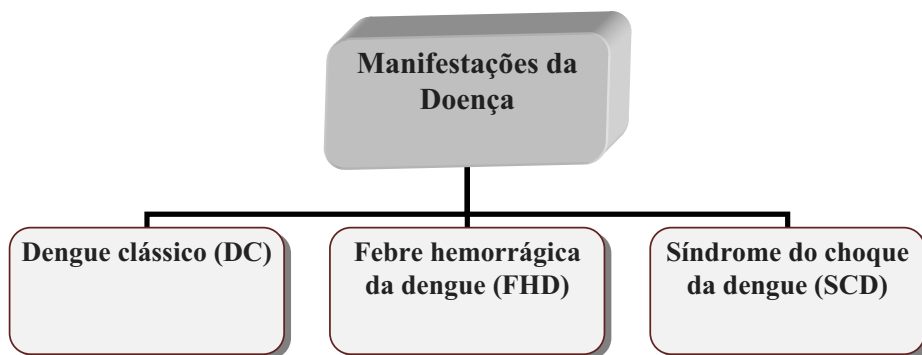 Manifestações da
Doença
Dengue clássico (DC)
Febre hemorrágica
da dengue (FHD)
Síndrome do choque
da dengue (SCD)